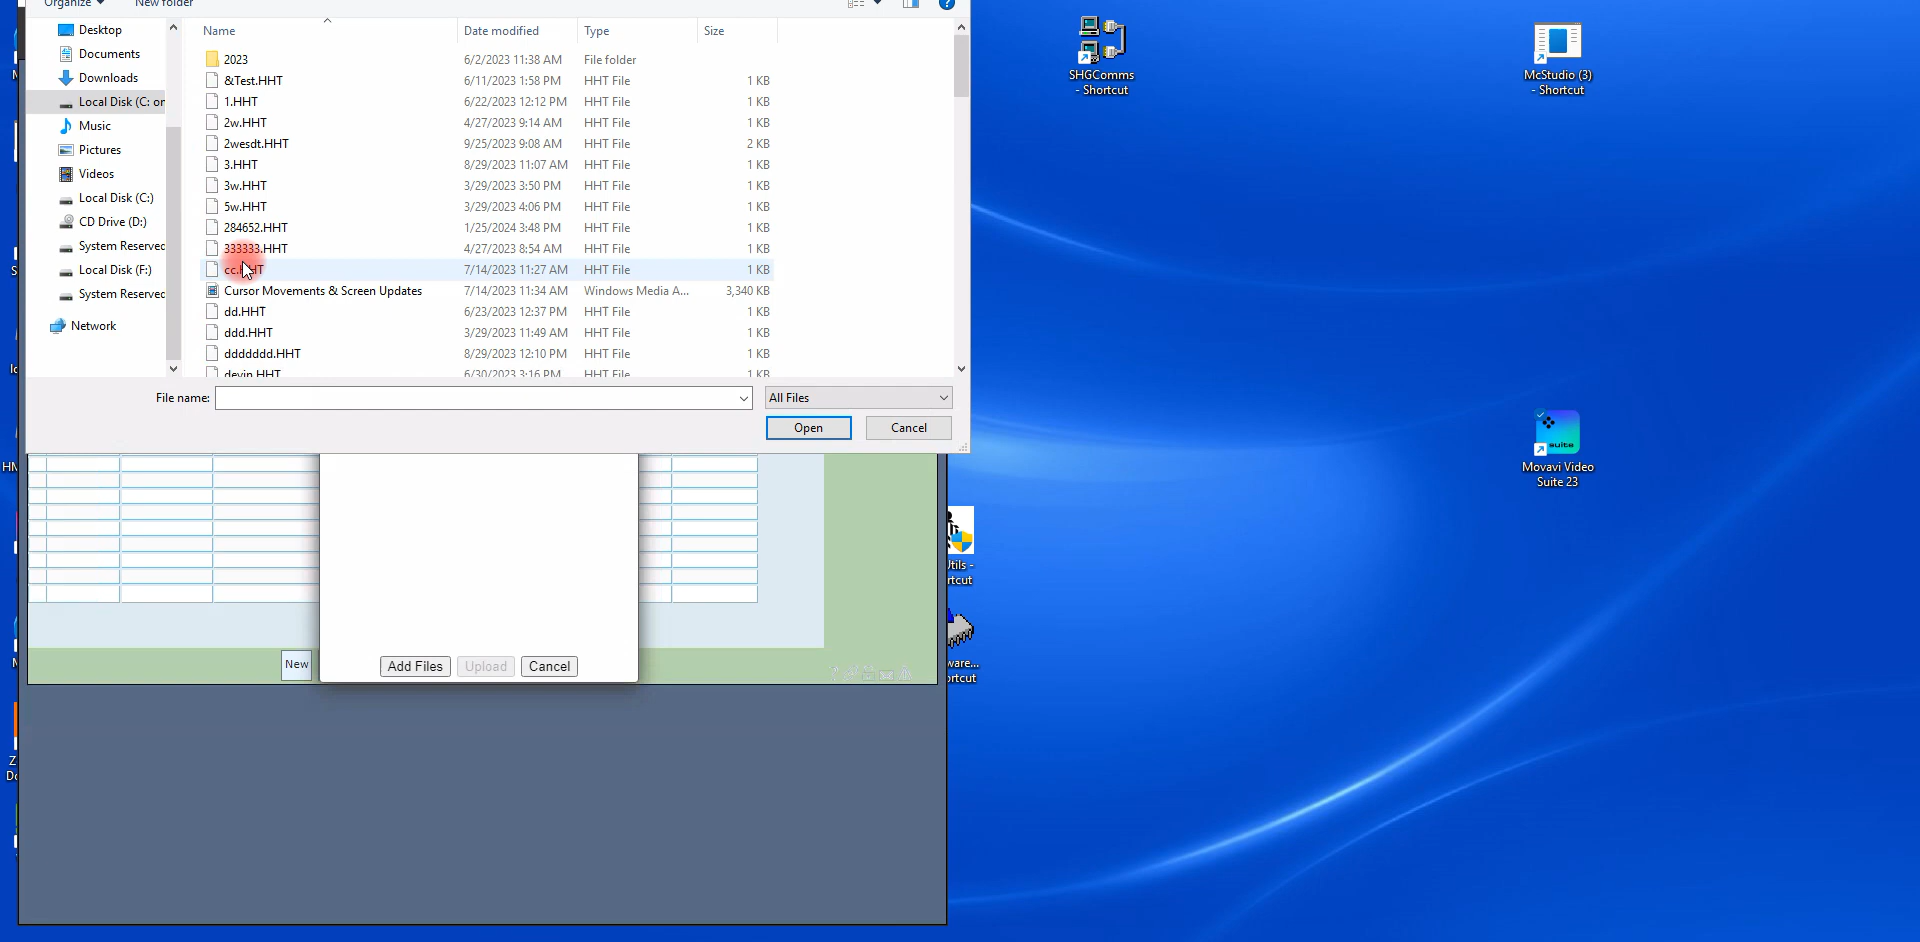 Organize New folder
Name Date modified Type Size
Desktop
Documents
Downloads
Local Disk (C: or
Music
Pictures
Videos
Local Disk (C:)
CD Drive (D:)
System Reserved
Local Disk (F:)
System Reserved
Network
2023 6/2/2023 11:38 AM File folder
&Test.HHT 6/11/2023 1:58 PM HHT File 1 KB
1.HHT 6/22/2023 12:12 PM HHT File 1 KB
2w.HHT 4/27/2023 9:14 AM HHT File 1 KB
2wesdt.HHT 9/25/2023 9:08 AM HHT File 2 KB
3.HHT 8/29/2023 11:07 AM HHT File 1 KB
3w.HHT 3/29/2023 3:50 PM HHT File 1 KB
5w.HHT 3/29/2023 4:06 PM HHT File 1 KB
284652.HHT 1/25/2024 3:48 PM HHT File 1 KB
333333.HHT 4/27/2023 8:54 AM HHT File 1 KB
cc.HHT 7/14/2023 11:27 AM HHT File 1 KB
Cursor Movements & Screen Updates 7/14/2023 11:34 AM Windows Media A... 3,340 KB
dd.HHT 6/23/2023 12:37 PM HHT File 1 KB
ddd.HHT 3/29/2023 11:49 AM HHT File 1 KB
ddddddd.HHT 8/29/2023 12:10 PM HHT File 1 KB
devin.HHT 6/30/2023 3:16 PM HHT File 1 KB
File name: All Files
Open Cancel
New
Add Files Upload Cancel
SHGComms
- Shortcut
McStudio (3)
- Shortcut
suite
Movavi Video
Suite 23
Utils -
rtcut
ware...
ortcut
HM
Z
Do